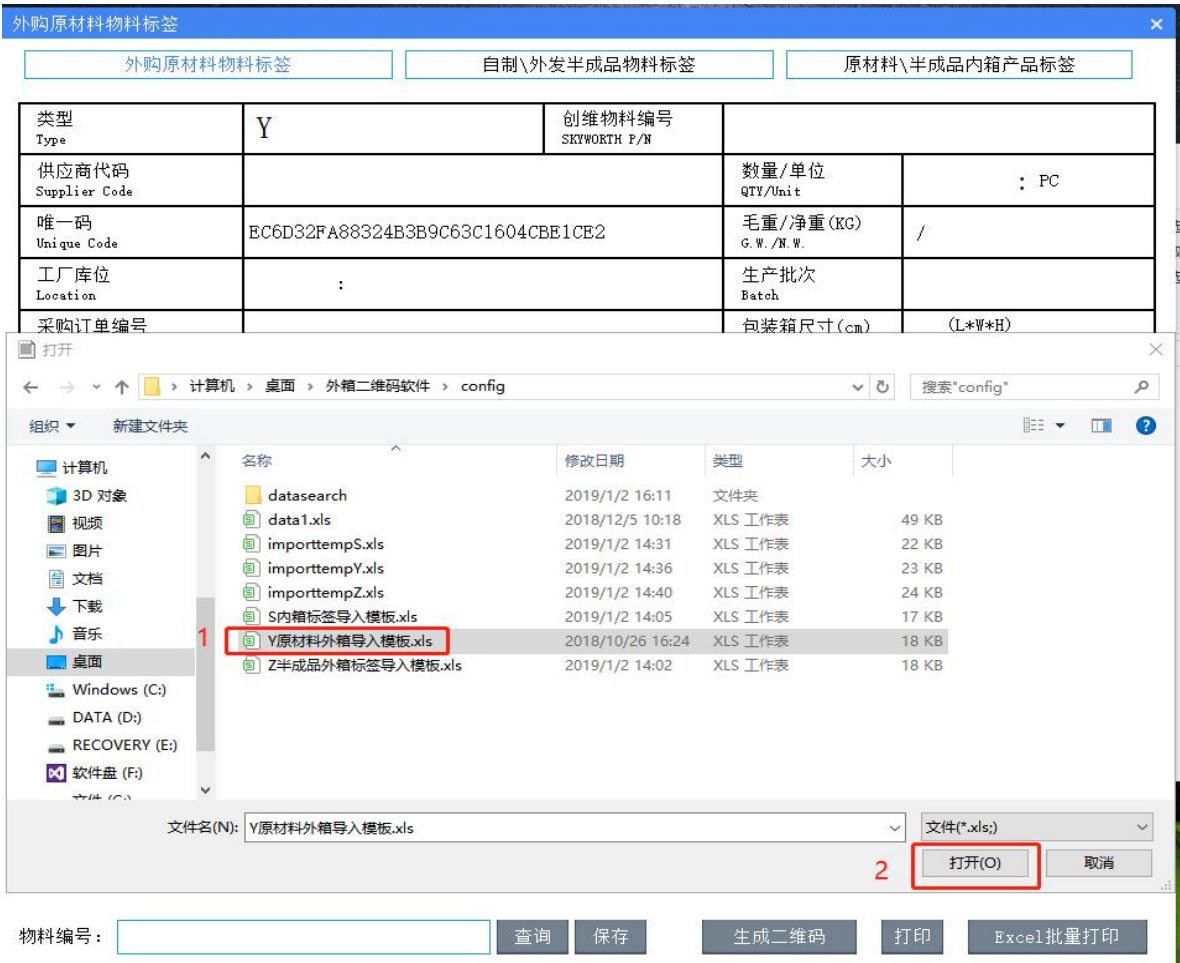 外购原材料物料标签
外购原材料物料标签 自制\外发半成品物料标签 原材料\半成品内箱产品标签
类型 Y 创维物料编号
Type SKYWORTH P/N
供应商代码 数量/单位 : PC
Supplier Code QTY/Unit
唯一码 EC6D32FA88324B3B9C63C1604CBE1CE2 毛重/净重(KG) /
Unique Code G.W./N.W.
工厂库位 : 生产批次
Location Batch
采购订单编号 包装箱尺寸(cm) (L*W*H)
打开
计算机 › 桌面 › 外箱二维码软件 › config 搜索"config"
组织 新建文件夹
名称 修改日期 类型 大小
计算机
3D 对象
视频
图片
文档
下载
音乐
桌面
Windows (C:)
DATA (D:)
RECOVERY (E:)
软件盘 (F:)
datasearch 2019/1/2 16:11 文件夹
data1.xls 2018/12/5 10:18 XLS 工作表 49 KB
importtempS.xls 2019/1/2 14:31 XLS 工作表 22 KB
importtempY.xls 2019/1/2 14:36 XLS 工作表 23 KB
importtempZ.xls 2019/1/2 14:40 XLS 工作表 24 KB
S内箱标签导入模板.xls 2019/1/2 14:05 XLS 工作表 17 KB
1 Y原材料外箱导入模板.xls 2018/10/26 16:24 XLS 工作表 18 KB
Z半成品外箱标签导入模板.xls 2019/1/2 14:02 XLS 工作表 18 KB
文件名(N): Y原材料外箱导入模板.xls 文件(*.xls;)
2 打开(O) 取消
物料编号: 查询 保存 生成二维码 打印 Excel批量打印